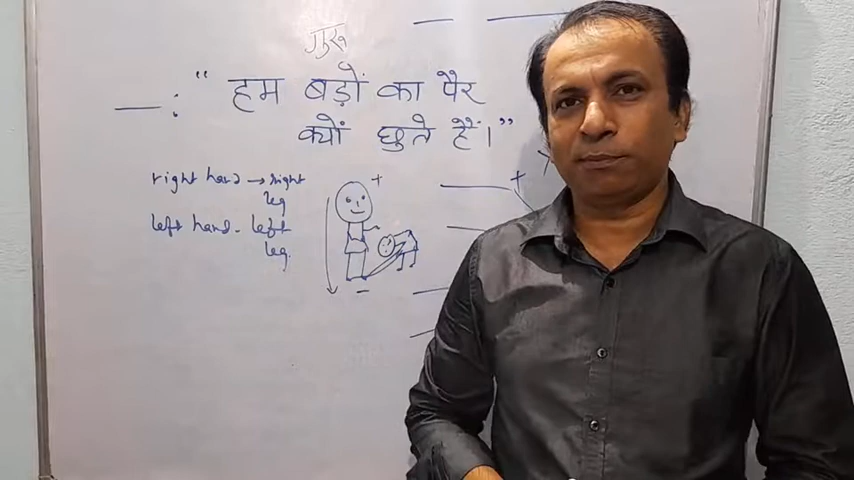 गुरू
—: " हम बड़ों का पैर
क्यों छुते हैं।"
right hand → right
leg
left hand - left
leg.
+
+
-